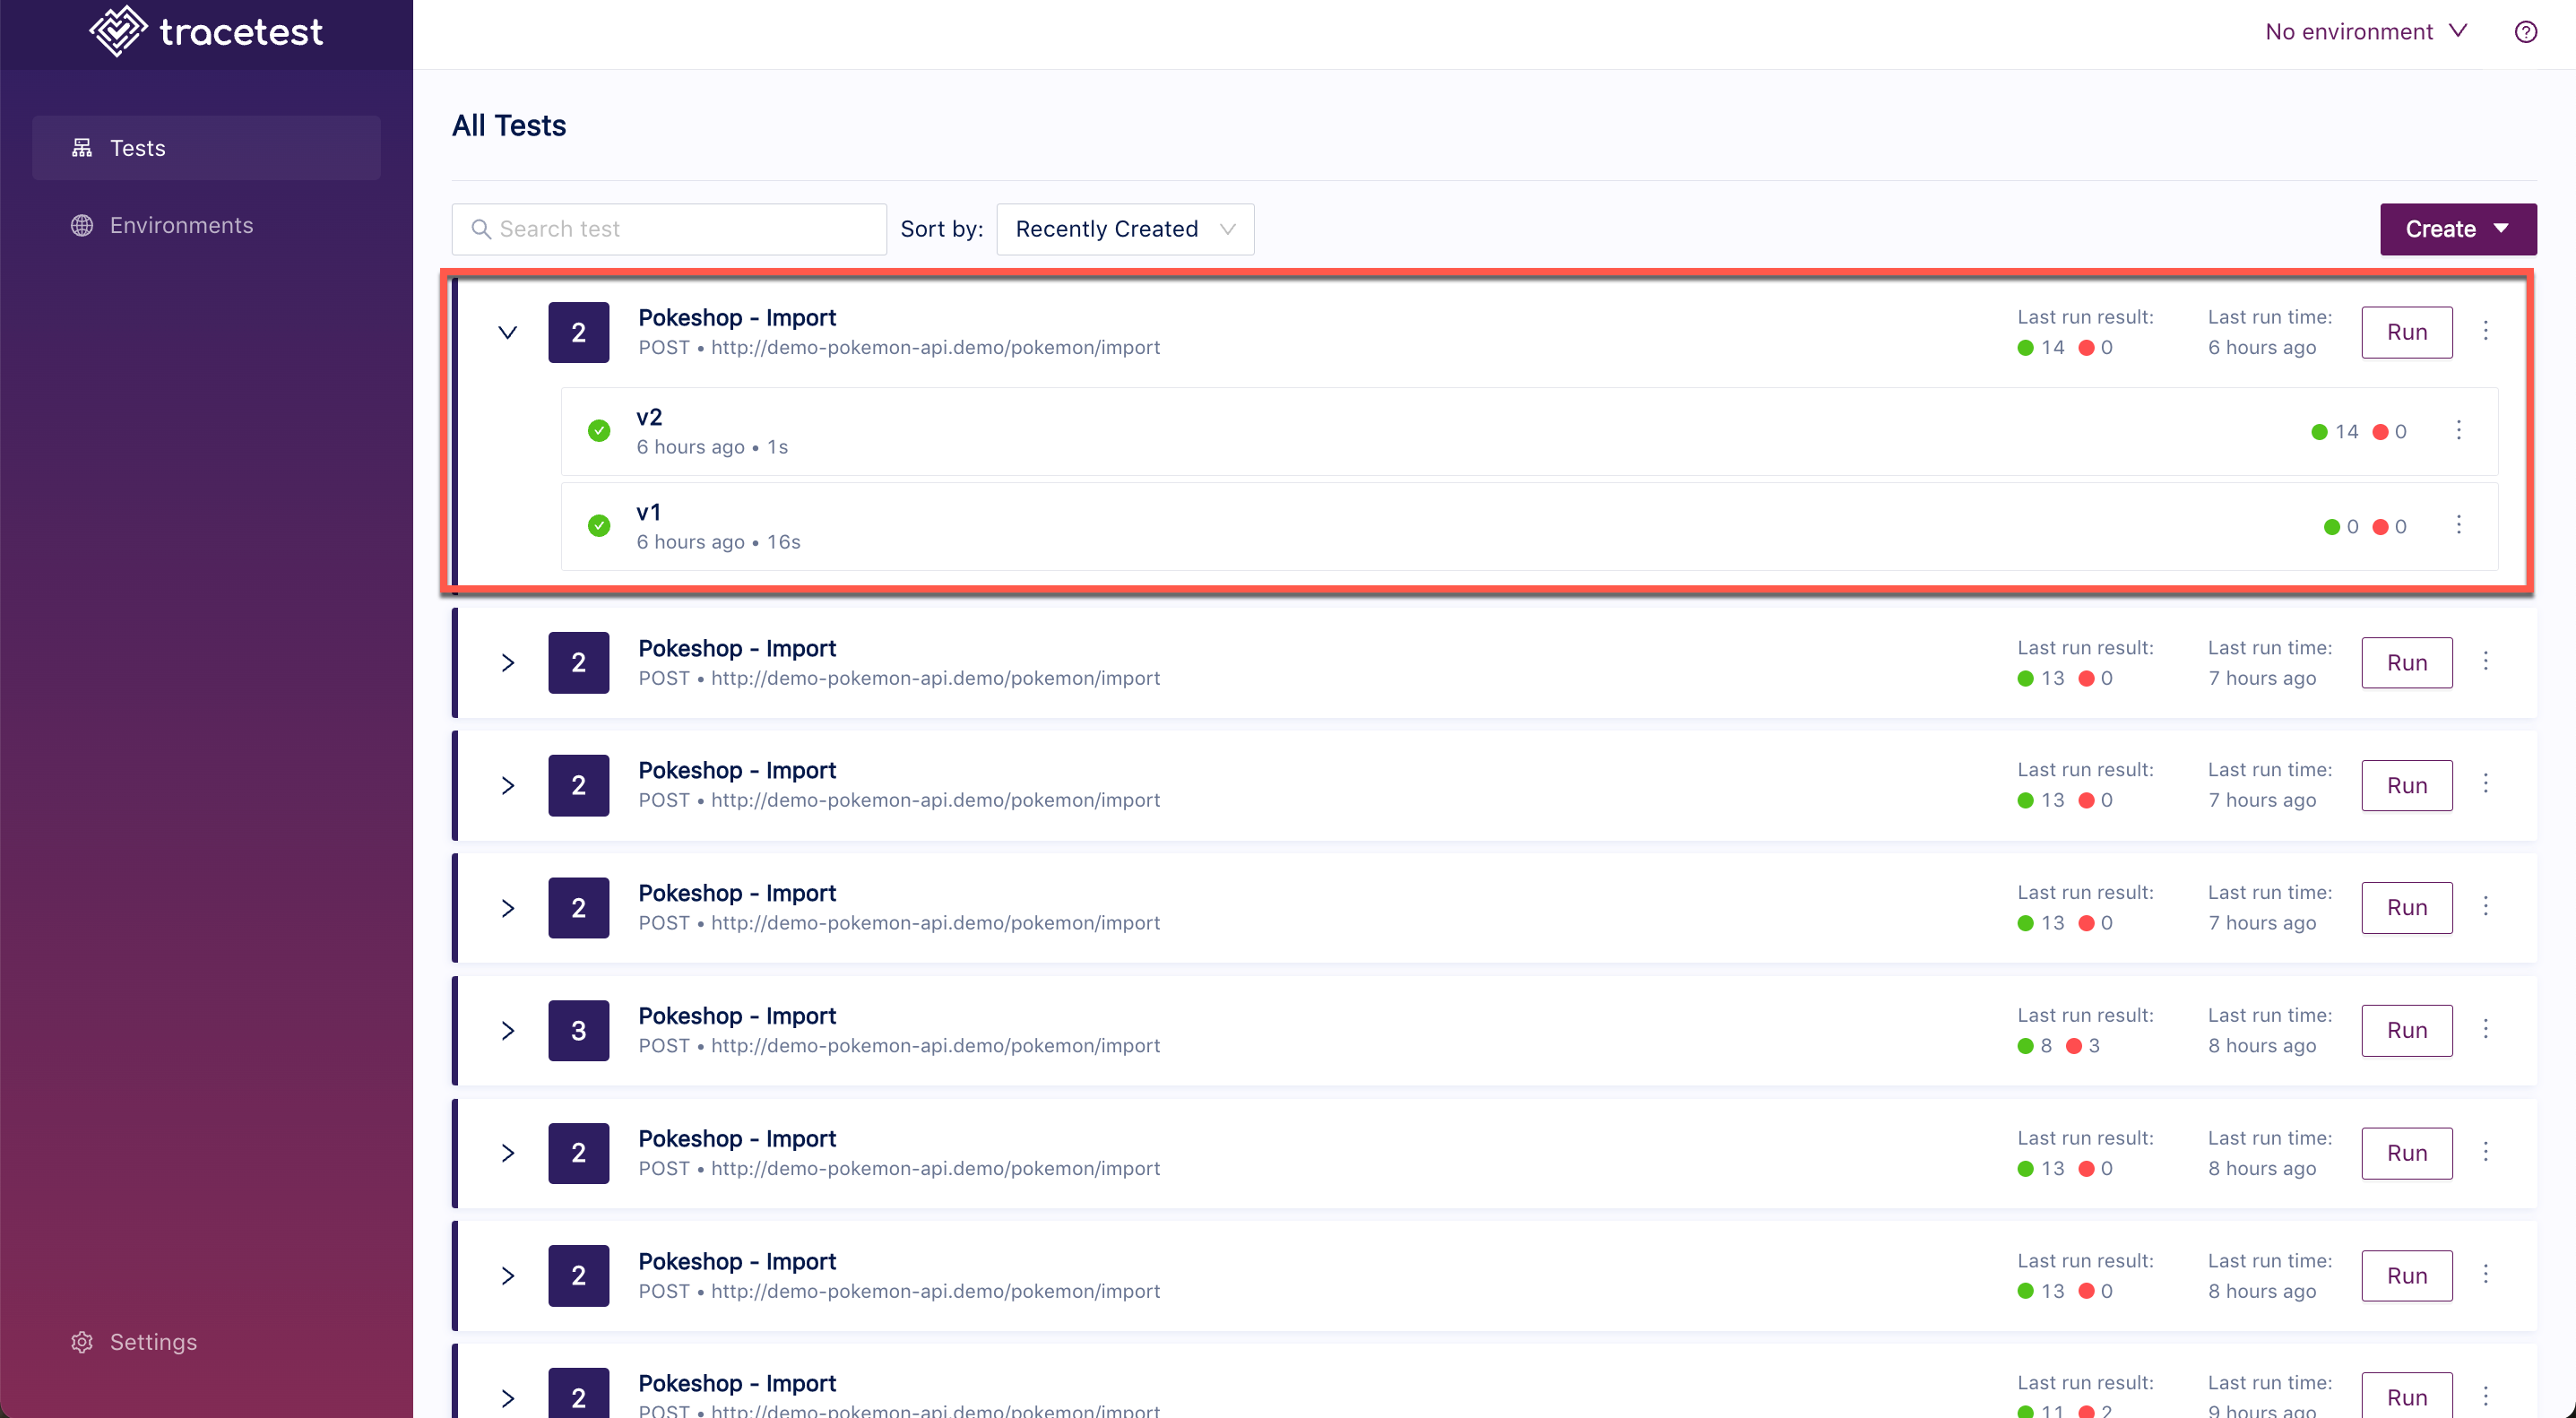 tracetest
No environment
Tests
Environments
Settings
All Tests
Search test
Sort by:
Recently Created
Create
2
Pokeshop - Import
POST • http://demo-pokemon-api.demo/pokemon/import
Last run result:
14 0
Last run time:
6 hours ago
Run
v2
6 hours ago • 1s
14 0
v1
6 hours ago • 16s
0 0
2
Pokeshop - Import
POST • http://demo-pokemon-api.demo/pokemon/import
Last run result:
13 0
Last run time:
7 hours ago
Run
2
Pokeshop - Import
POST • http://demo-pokemon-api.demo/pokemon/import
Last run result:
13 0
Last run time:
7 hours ago
Run
2
Pokeshop - Import
POST • http://demo-pokemon-api.demo/pokemon/import
Last run result:
13 0
Last run time:
7 hours ago
Run
3
Pokeshop - Import
POST • http://demo-pokemon-api.demo/pokemon/import
Last run result:
8 3
Last run time:
8 hours ago
Run
2
Pokeshop - Import
POST • http://demo-pokemon-api.demo/pokemon/import
Last run result:
13 0
Last run time:
8 hours ago
Run
2
Pokeshop - Import
POST • http://demo-pokemon-api.demo/pokemon/import
Last run result:
13 0
Last run time:
8 hours ago
Run
2
Pokeshop - Import
POST • http://demo-pokemon-api.demo/pokemon/import
Last run result:
11 2
Last run time:
9 hours ago
Run